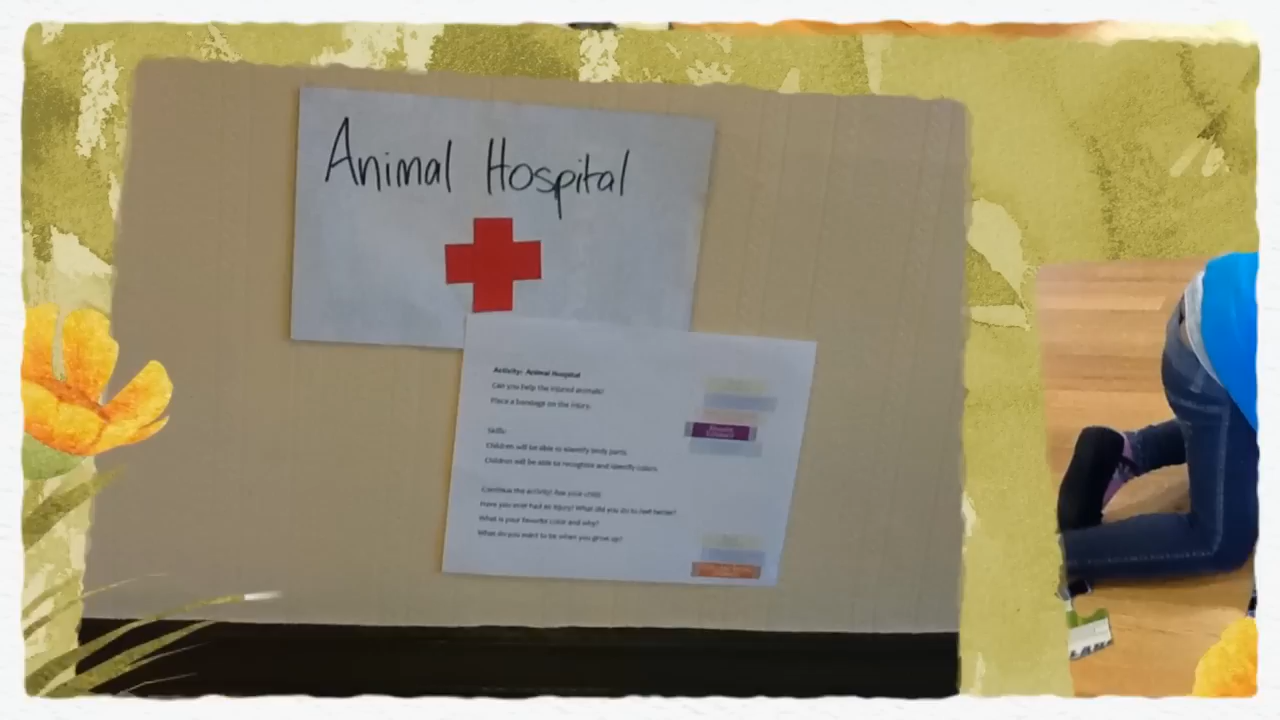 Animal Hospital
Activity: Animal Hospital
Can you help the injured animals?
Place a bandage on the injury.
Skills:
Children will be able to identify body parts.
Children will be able to recognize and identify colors
Continue the activity! Ask your child:
Have you ever had an injury? What did you do to feel better?
What is your favorite color and why?
What do you want to be when you grow up?